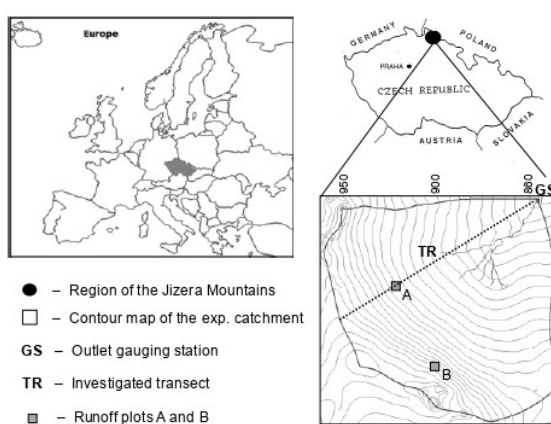 Europe
GERMANY
POLAND
PRAHA
CZECH REPUBLIC
SLOVAKIA
AUSTRIA
950
900
860
GS
TR
A
B
– Region of the Jizera Mountains
– Contour map of the exp. catchment
GS – Outlet gauging station
TR – Investigated transect
– Runoff plots A and B